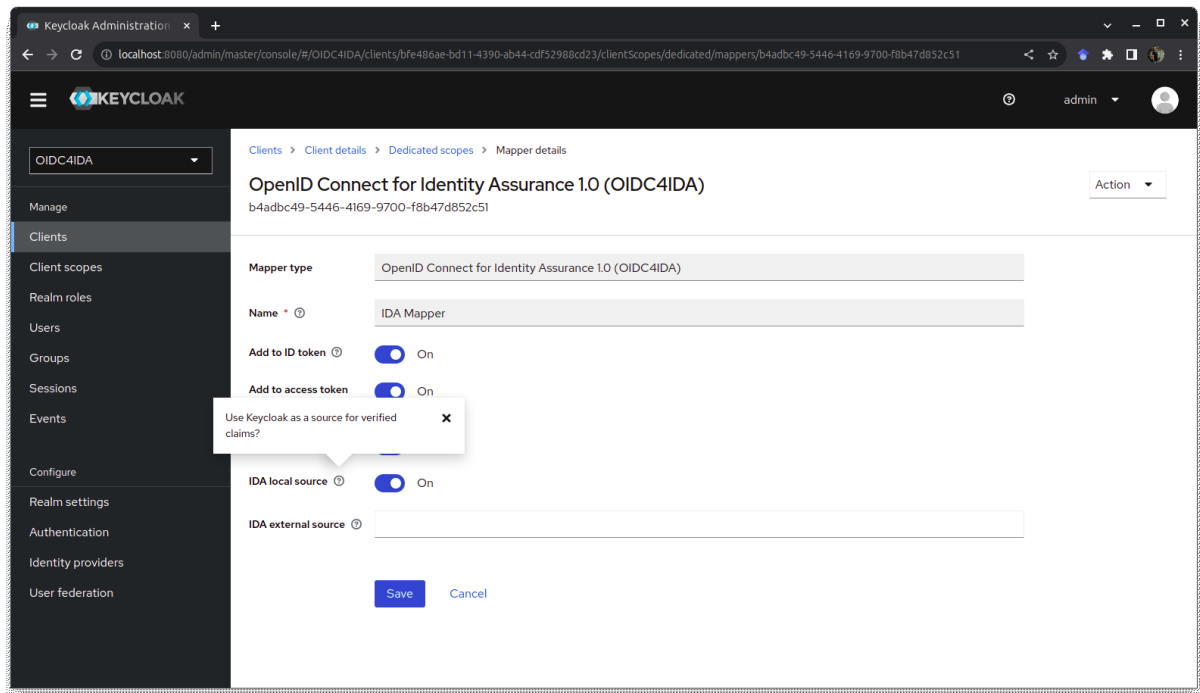 Keycloak Administration
localhost:8080/admin/master/console/#/OIDC4IDA/clients/bfe486ae-bd11-4390-ab44-cdf52988cd23/clientScopes/dedicated/mappers/b4adbc49-5446-4169-9700-f8b47d852c51
KEYCLOAK
admin
OIDC4IDA
Manage
Clients
Client scopes
Realm roles
Users
Groups
Sessions
Events
Configure
Realm settings
Authentication
Identity providers
User federation
Clients > Client details > Dedicated scopes > Mapper details
OpenID Connect for Identity Assurance 1.0 (OIDC4IDA)
b4adbc49-5446-4169-9700-f8b47d852c51
Action
Mapper type OpenID Connect for Identity Assurance 1.0 (OIDC4IDA)
Name * IDA Mapper
Add to ID token On
Add to access token On
Use Keycloak as a source for verified
claims?
IDA local source On
IDA external source
Save Cancel